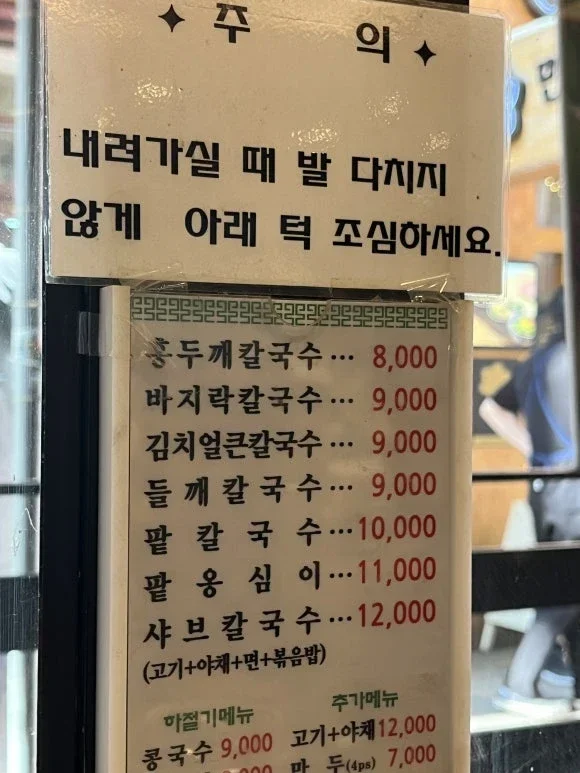 ✦ 주 의 ✦
내려가실 때 발 다치지
않게 아래 턱 조심하세요.
홍두깨칼국수 ··· 8,000
바지락칼국수 ··· 9,000
김치얼큰칼국수 ··· 9,000
들깨칼국수 ··· 9,000
팥칼국수 ··· 10,000
팥옹심이 ··· 11,000
샤브칼국수 ··· 12,000
(고기+야채+면+볶음밥)
하절기메뉴
콩국수 9,000
추가메뉴
고기+야채 12,000
만두(4ps) 7,000